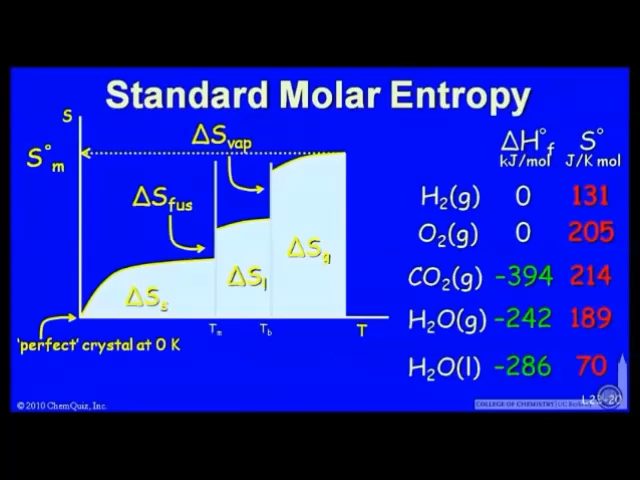 Standard Molar Entropy
S
S°m
ΔSvap
ΔSfus
ΔSs
ΔSl
ΔSg
Tm
Tb
T
'perfect' crystal at 0 K
ΔH°f S°
kJ/mol J/K mol
H₂(g) 0 131
O₂(g) 0 205
CO₂(g) -394 214
H₂O(g) -242 189
H₂O(l) -286 70
© 2010 ChemQuiz, Inc.
COLLEGE OF CHEMISTRY UC
L23-20